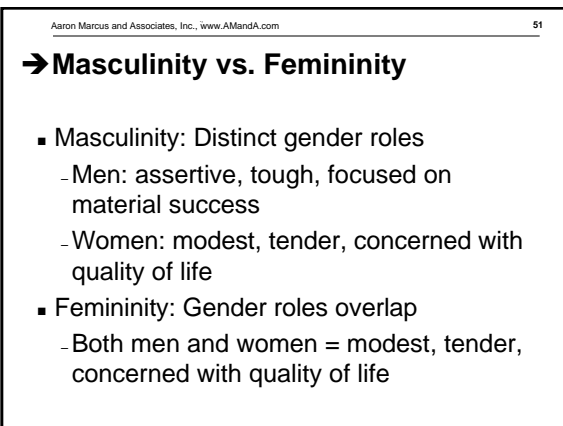 Aaron Marcus and Associates, Inc., www.AMandA.com 51
➔Masculinity vs. Femininity
▪ Masculinity: Distinct gender roles
–Men: assertive, tough, focused on
material success
–Women: modest, tender, concerned with
quality of life
▪ Femininity: Gender roles overlap
–Both men and women = modest, tender,
concerned with quality of life